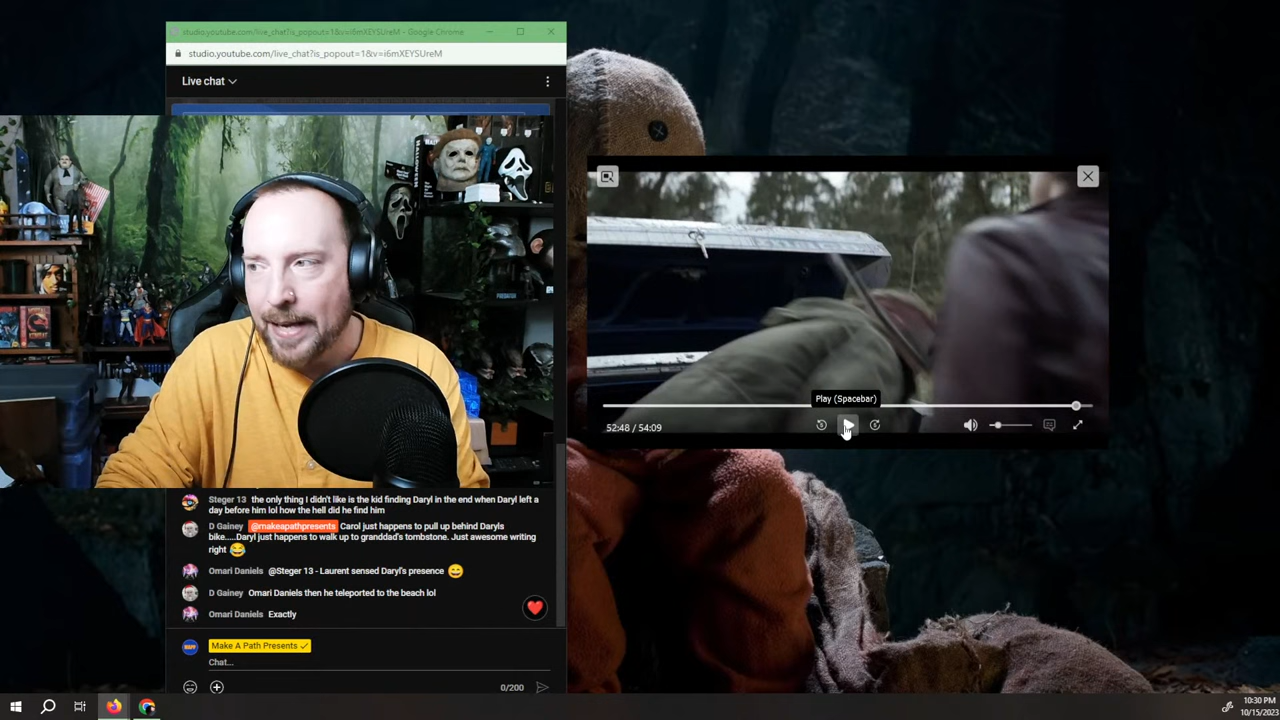 studio.youtube.com/live_chat?is_popout=1&v=i6mXEYSUreM - Google Chrome
studio.youtube.com/live_chat?is_popout=1&v=i6mXEYSUreM
Live chat
PREDATOR
Play (Spacebar)
52:48 / 54:09
Steger 13 the only thing I didn't like is the kid finding Daryl in the end when Daryl left a
day before him lol how the hell did he find him
D Gainey @makeapathpresents Carol just happens to pull up behind Daryls
bike.....Daryl just happens to walk up to granddad's tombstone. Just awesome writing
right 😂
Omari Daniels @Steger 13 - Laurent sensed Daryl's presence 😄
D Gainey Omari Daniels then he teleported to the beach lol
Omari Daniels Exactly
Make A Path Presents
Chat...
0/200
10:30 PM
10/15/2023